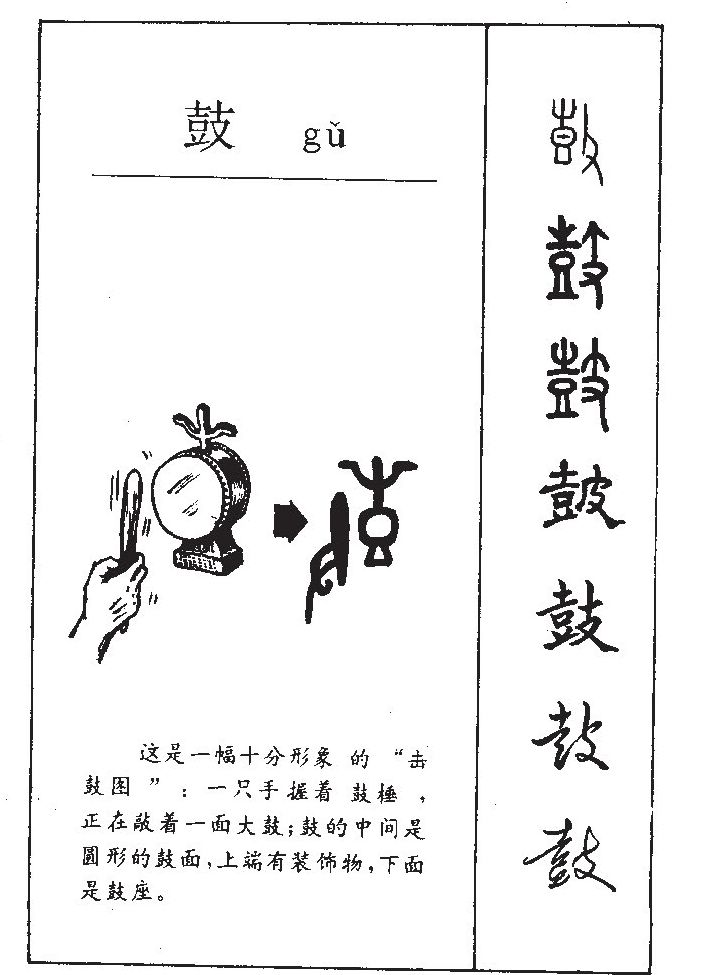 鼓 gǔ
这是一幅十分形象的“击
鼓图”:一只手握着鼓棰,
正在敲着一面大鼓;鼓的中间是
圆形的鼓面,上端有装饰物,下面
是鼓座。
鼓
鼓
鼓
鼓
鼓
鼓
鼓